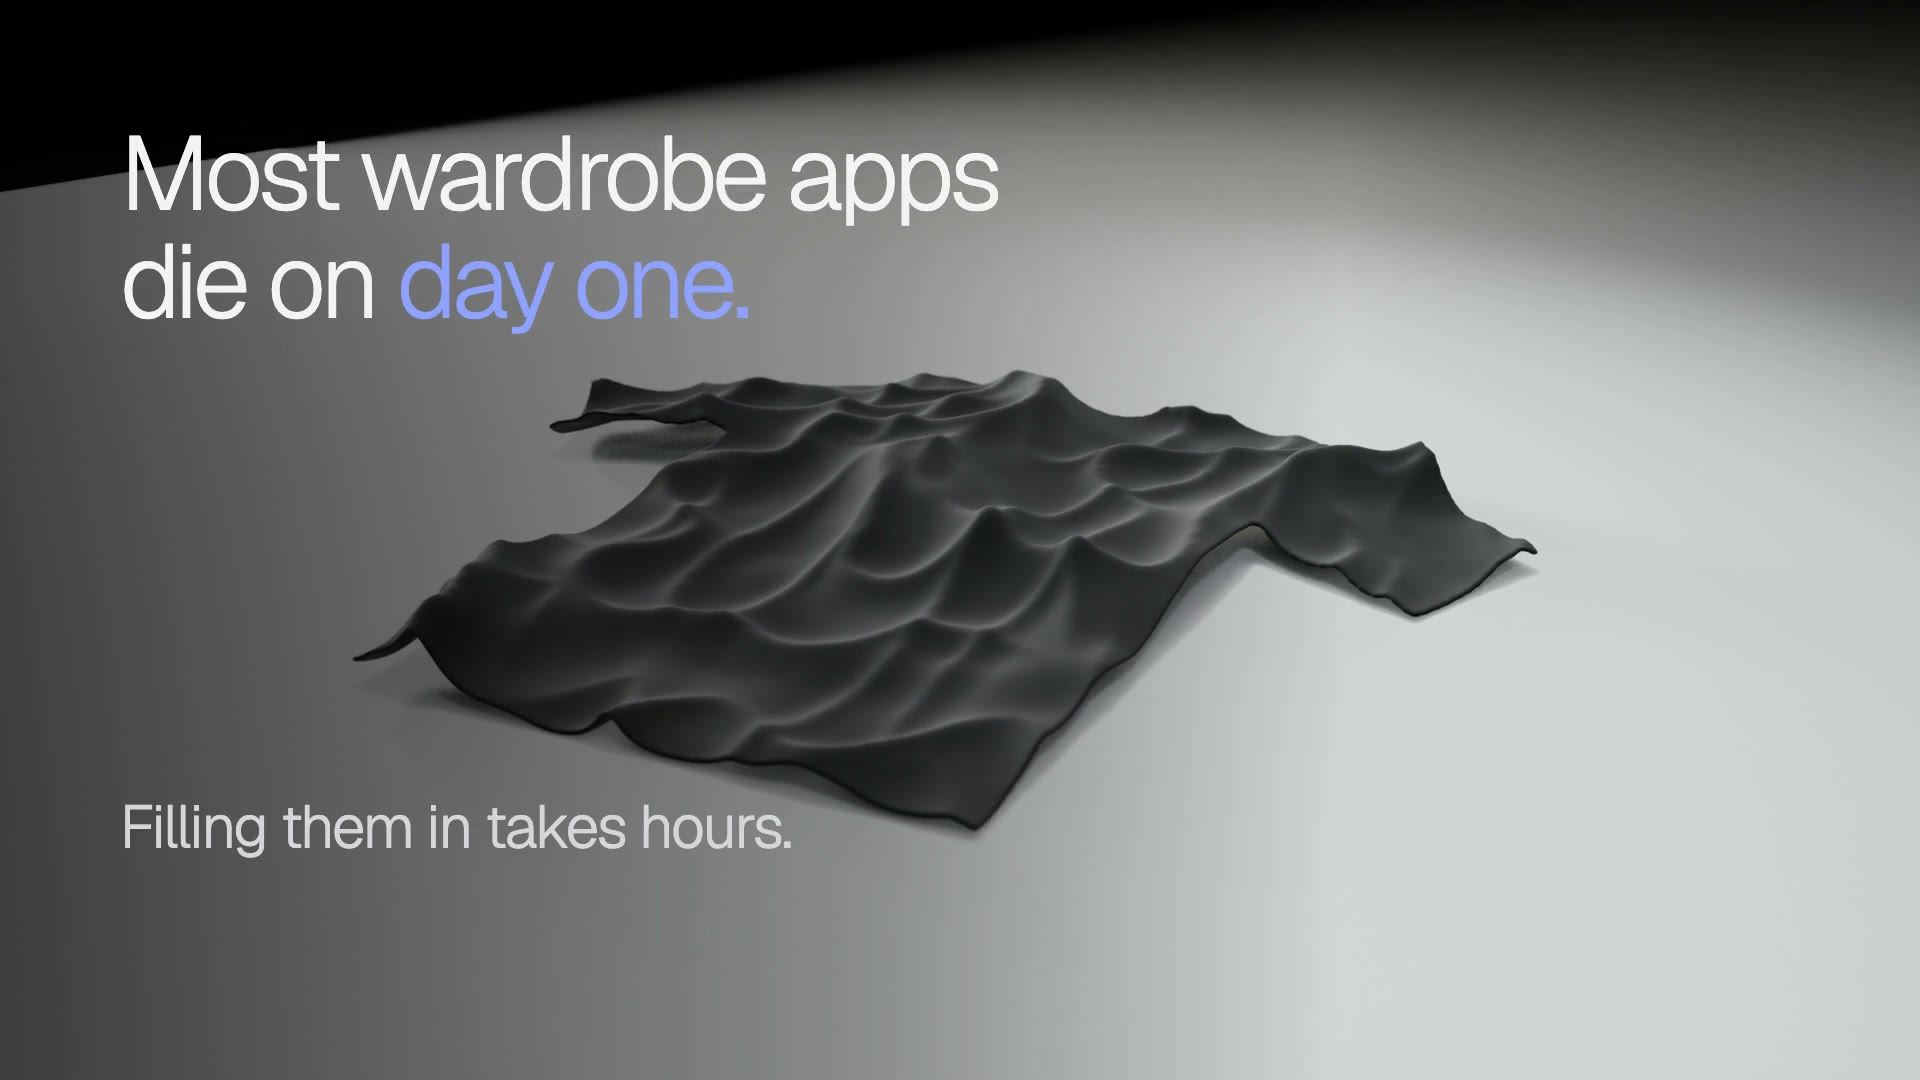 Most wardrobe apps
die on day one.
Filling them in takes hours.